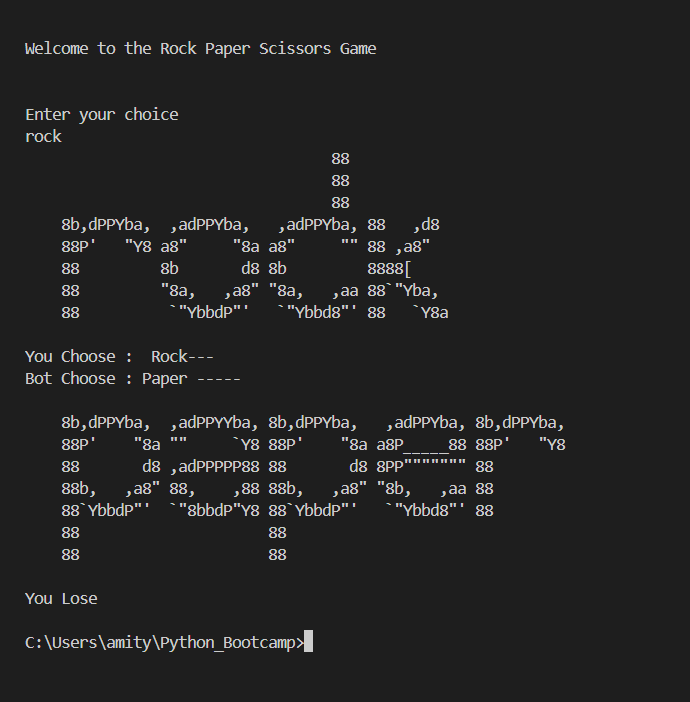 Welcome to the Rock Paper Scissors Game
Enter your choice
rock
                                  88
                                  88
                                  88
    8b,dPPYba,  ,adPPYba,   ,adPPYba, 88   ,d8
    88P'   "Y8 a8"     "8a a8"     "" 88 ,a8"
    88         8b       d8 8b         8888[
    88         "8a,   ,a8" "8a,   ,aa 88`"Yba,
    88          `"YbbdP"'   `"Ybbd8"' 88   `Y8a
You Choose :  Rock---
Bot Choose : Paper -----
    8b,dPPYba,  ,adPPYYba, 8b,dPPYba,   ,adPPYba, 8b,dPPYba,
    88P'    "8a ""     `Y8 88P'    "8a a8P_____88 88P'   "Y8
    88       d8 ,adPPPPP88 88       d8 8PP""""""" 88
    88b,   ,a8" 88,    ,88 88b,   ,a8" "8b,   ,aa 88
    88`YbbdP"'  `"8bbdP"Y8 88`YbbdP"'   `"Ybbd8"' 88
    88                     88
    88                     88
You Lose
C:\Users\amity\Python_Bootcamp>